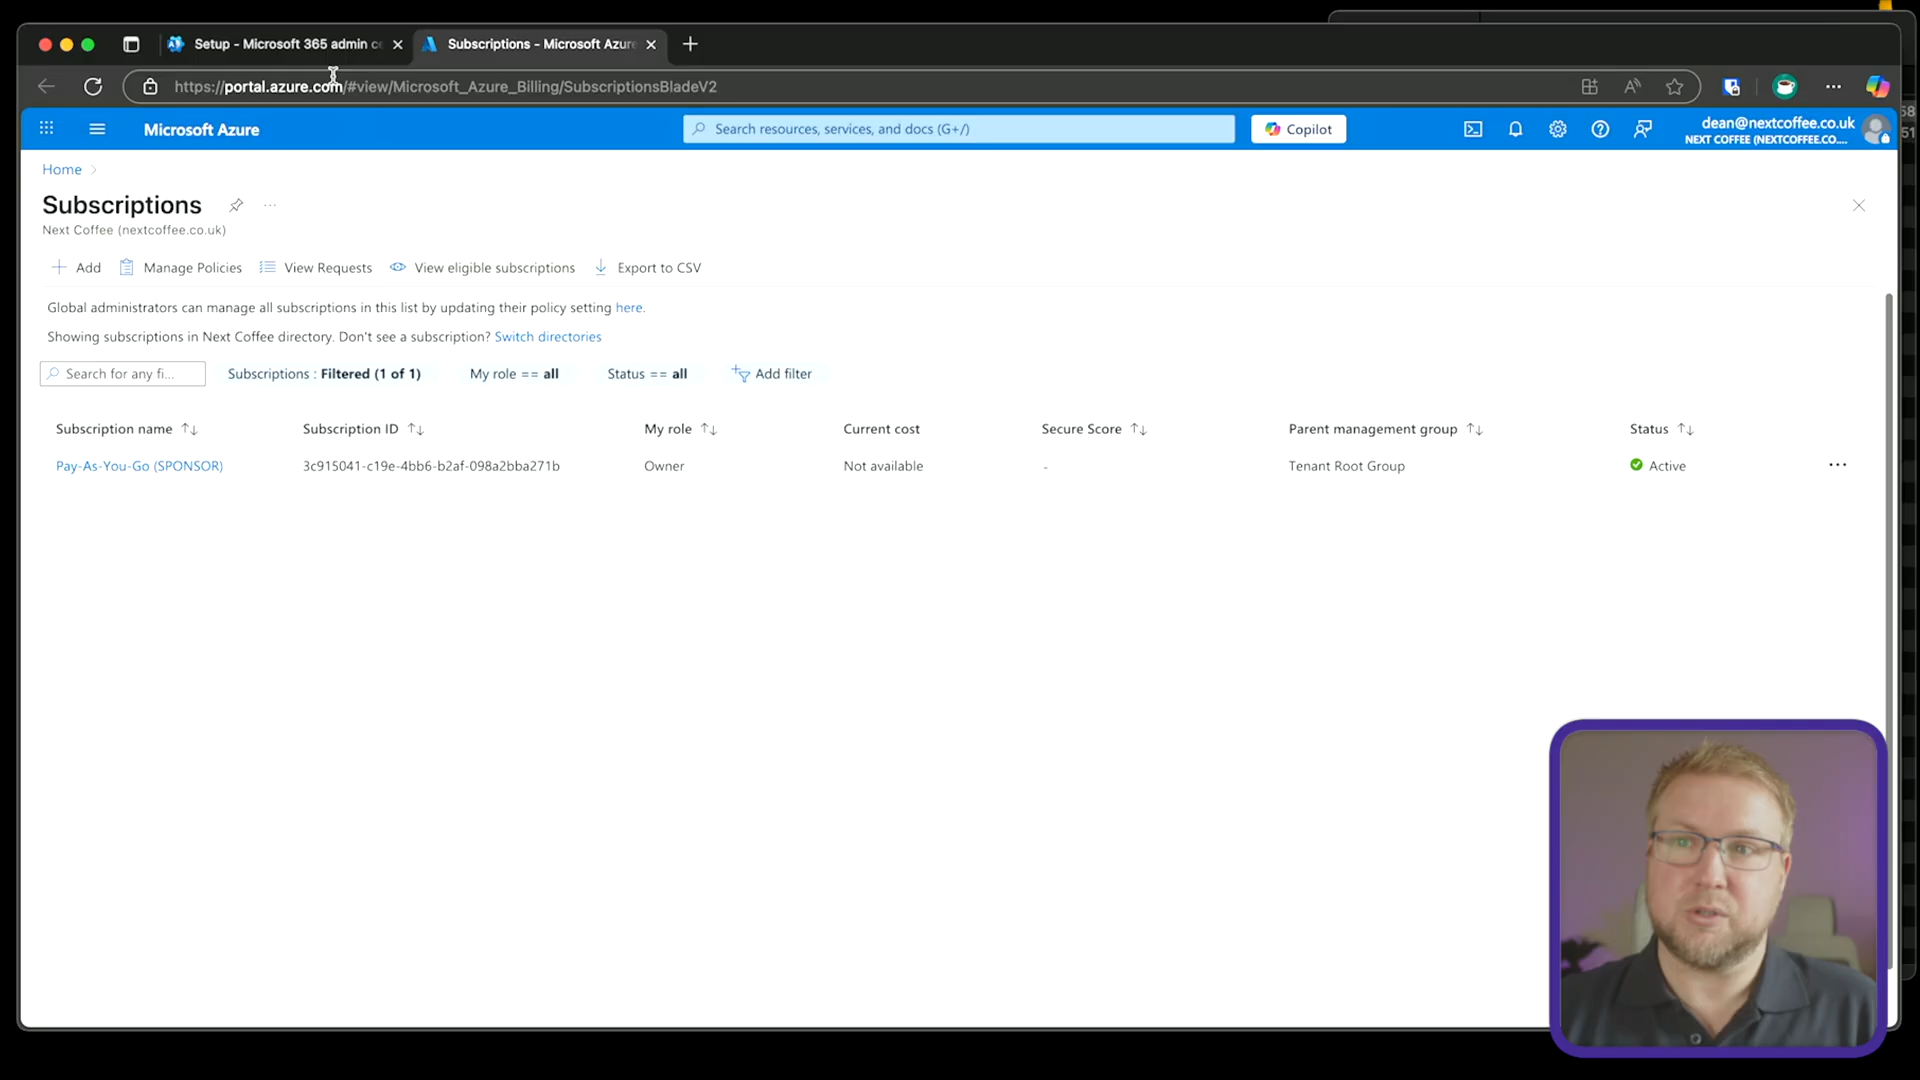 Setup - Microsoft 365 admin ce
Subscriptions - Microsoft Azure
https://portal.azure.com/#view/Microsoft_Azure_Billing/SubscriptionsBladeV2
Microsoft Azure
Search resources, services, and docs (G+/)
Copilot
dean@nextcoffee.co.uk
NEXT COFFEE (NEXTCOFFEE.CO....
Home
Subscriptions
Next Coffee (nextcoffee.co.uk)
Add
Manage Policies
View Requests
View eligible subscriptions
Export to CSV
Global administrators can manage all subscriptions in this list by updating their policy setting here.
Showing subscriptions in Next Coffee directory. Don't see a subscription? Switch directories
Search for any fi...
Subscriptions : Filtered (1 of 1)
My role == all
Status == all
Add filter
Subscription name
Subscription ID
My role
Current cost
Secure Score
Parent management group
Status
Pay-As-You-Go (SPONSOR)
3c915041-c19e-4bb6-b2af-098a2bba271b
Owner
Not available
-
Tenant Root Group
Active